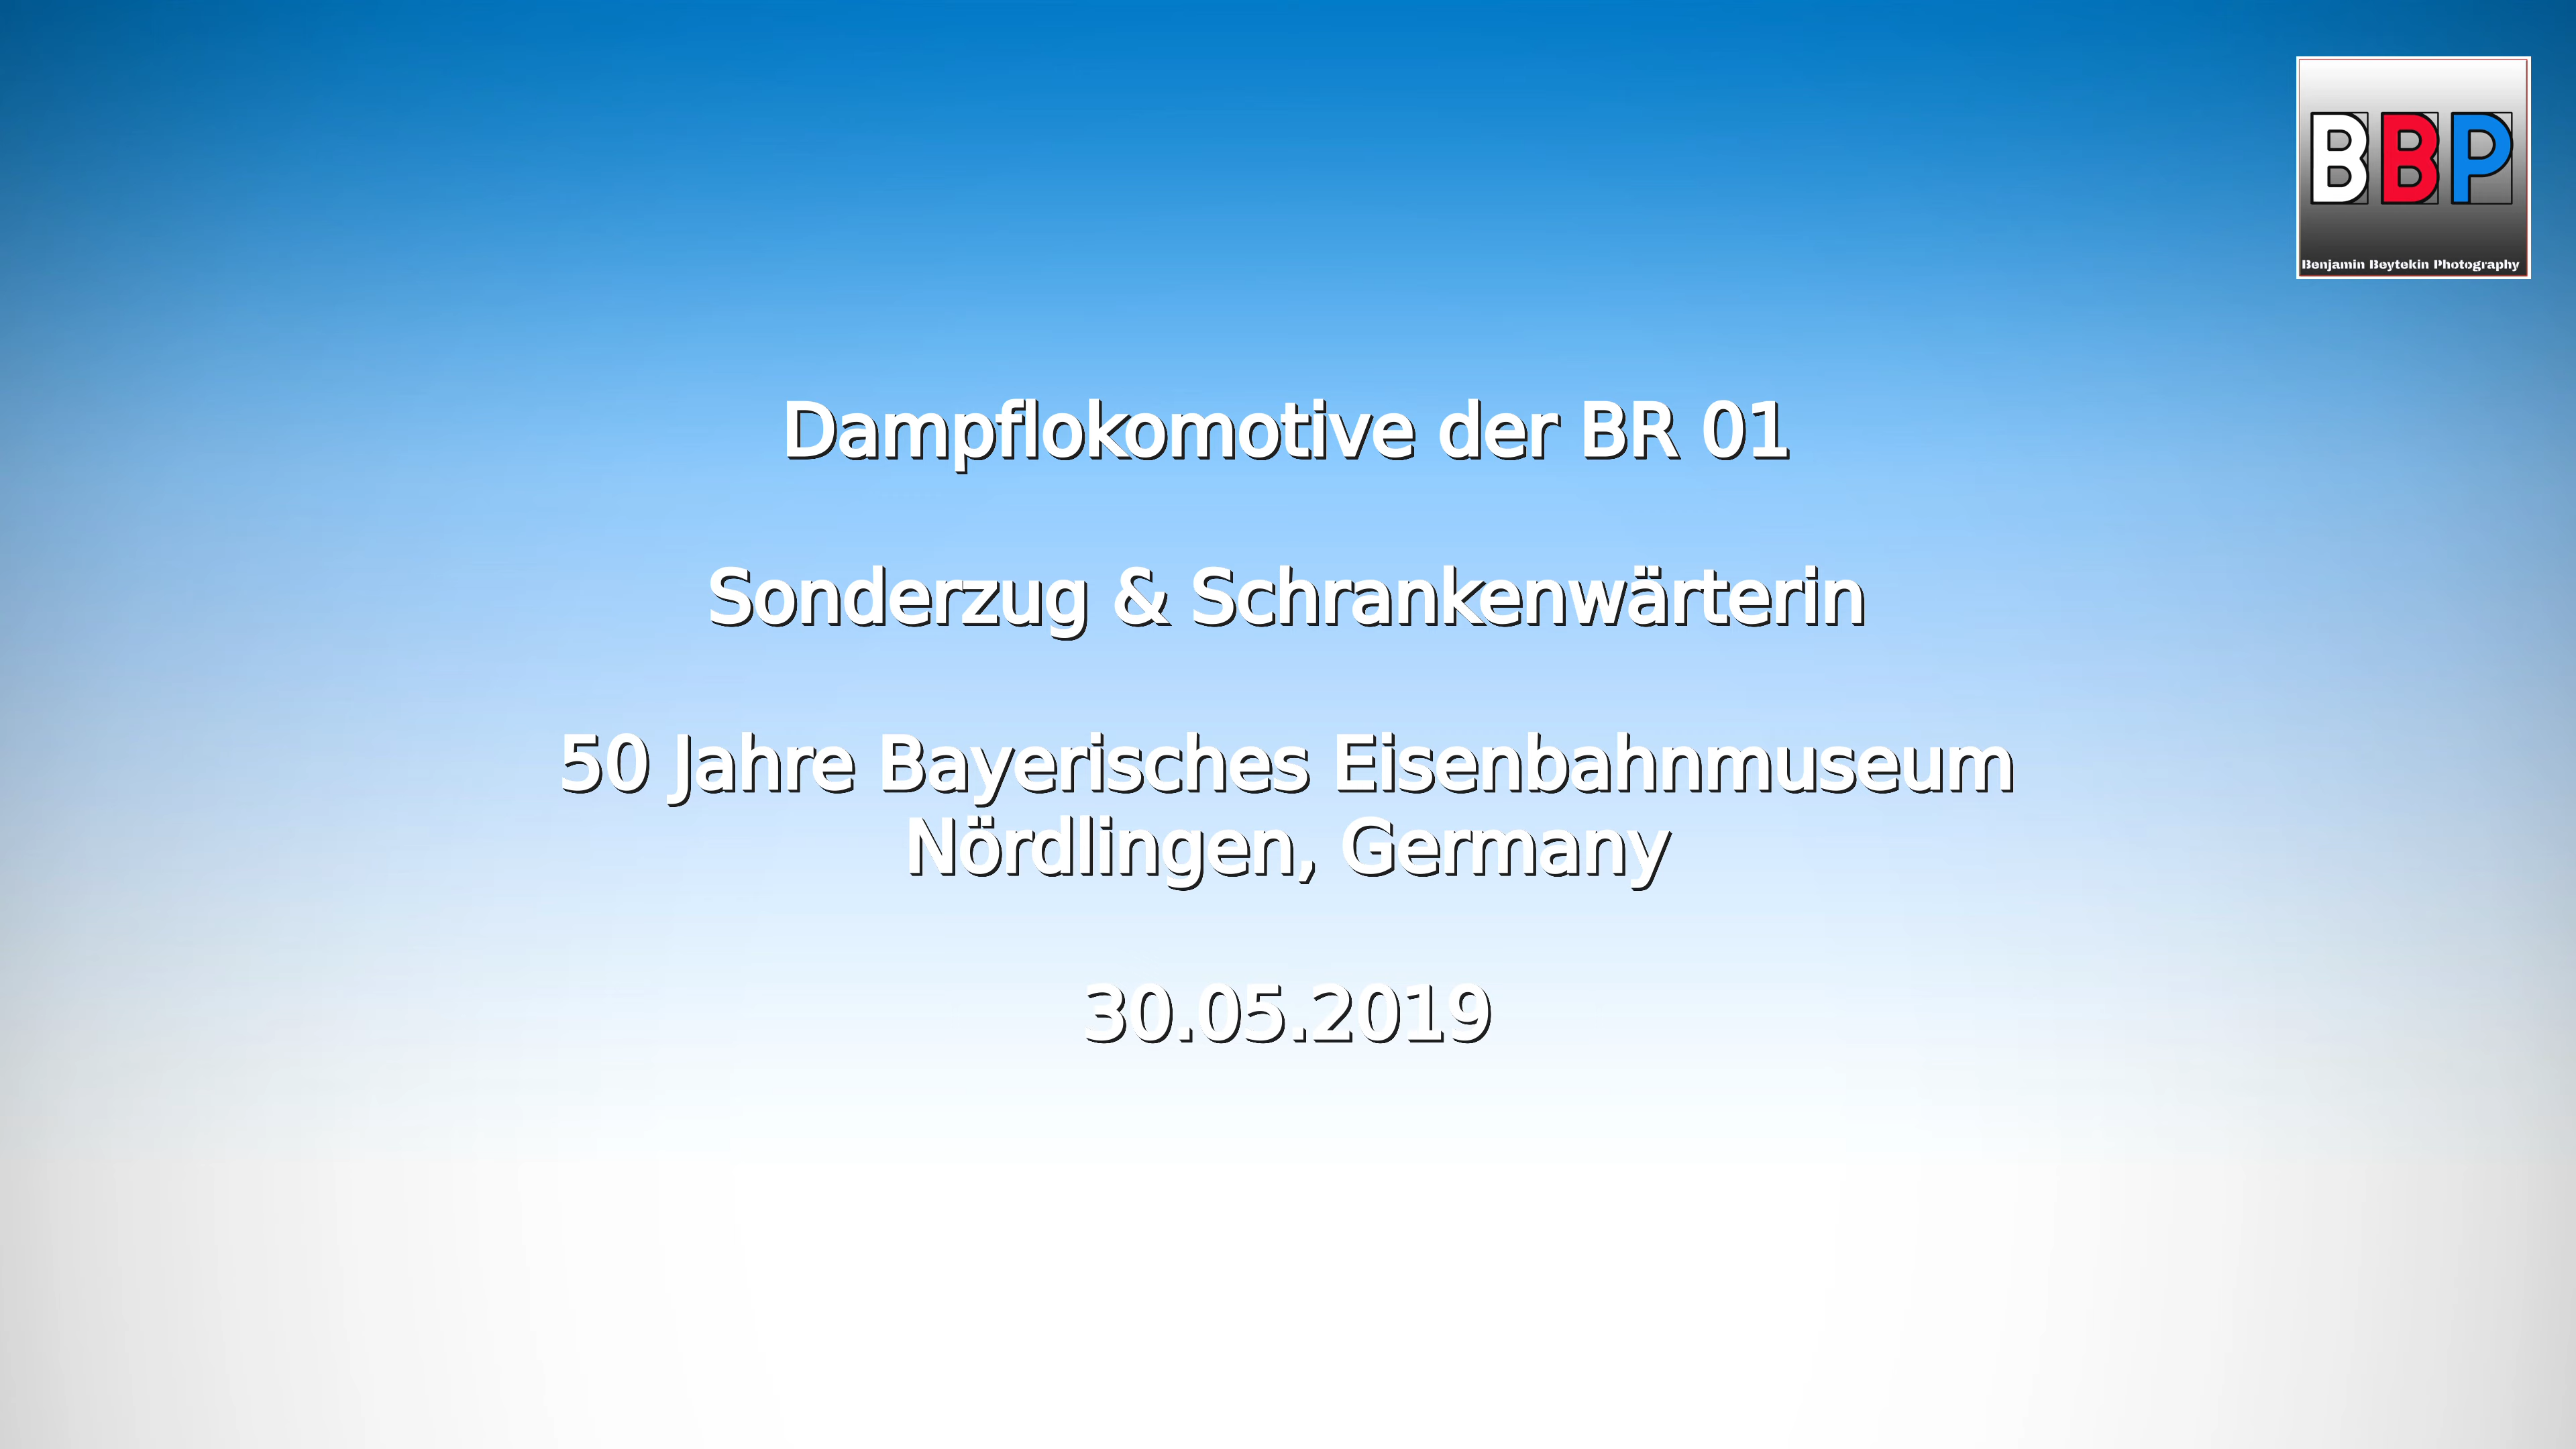 BBP
Benjamin Beytekin Photography
Dampflokomotive der BR 01
Sonderzug & Schrankenwärterin
50 Jahre Bayerisches Eisenbahnmuseum
Nördlingen, Germany
30.05.2019